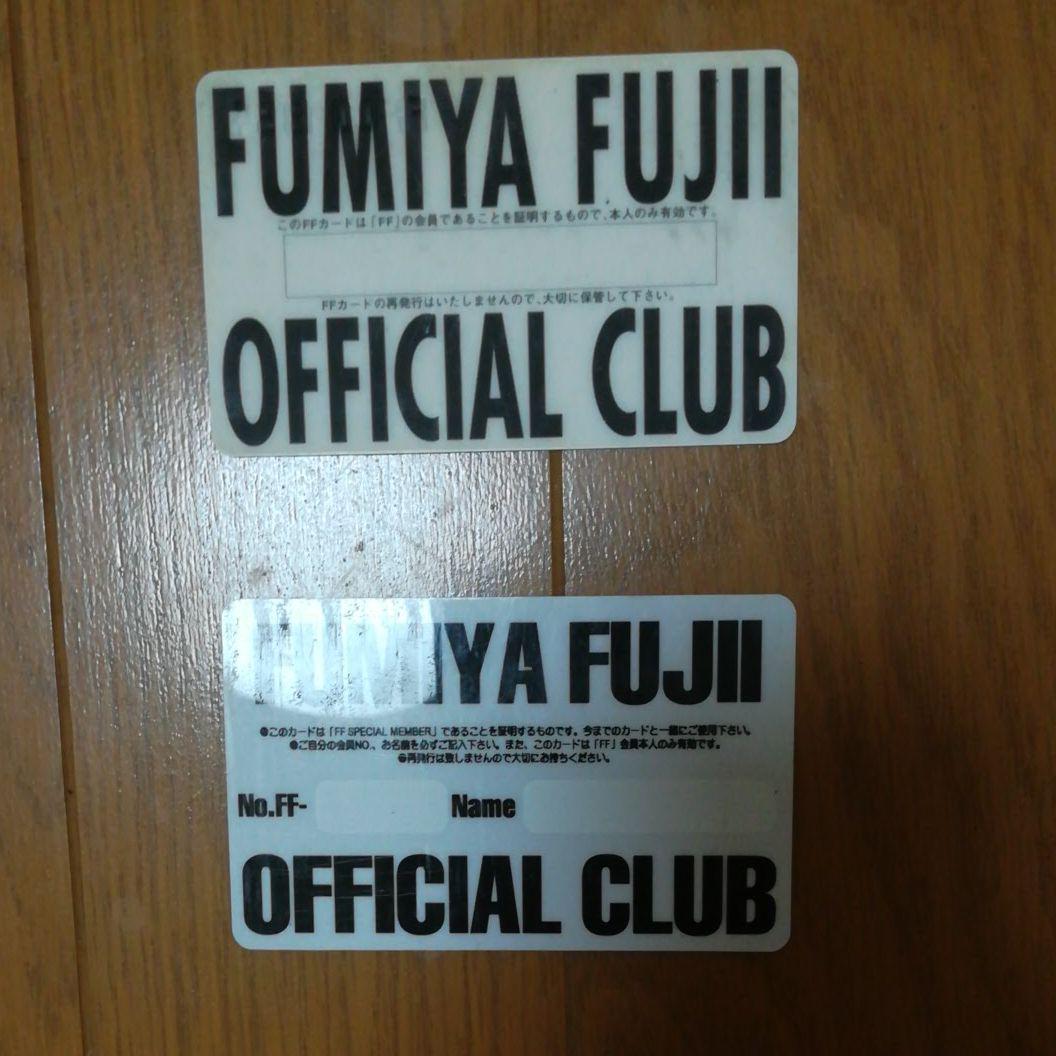 FUMIYA FUJII
このFFカードは「FF」の会員であることを証明するもので、本人のみ有効です。
FFカードの再発行はいたしませんので、大切に保管して下さい。
OFFICIAL CLUB
FUMIYA FUJII
●このカードは「FF SPECIAL MEMBER」であることを証明するものです。今までのカードと一緒にご使用下さい。
●ご自分の会員NO.、お名前を必ずご記入下さい。また、このカードは「FF」会員本人のみ有効です。
●再発行は致しませんので大切にお持ちください。
No.FF- Name
OFFICIAL CLUB